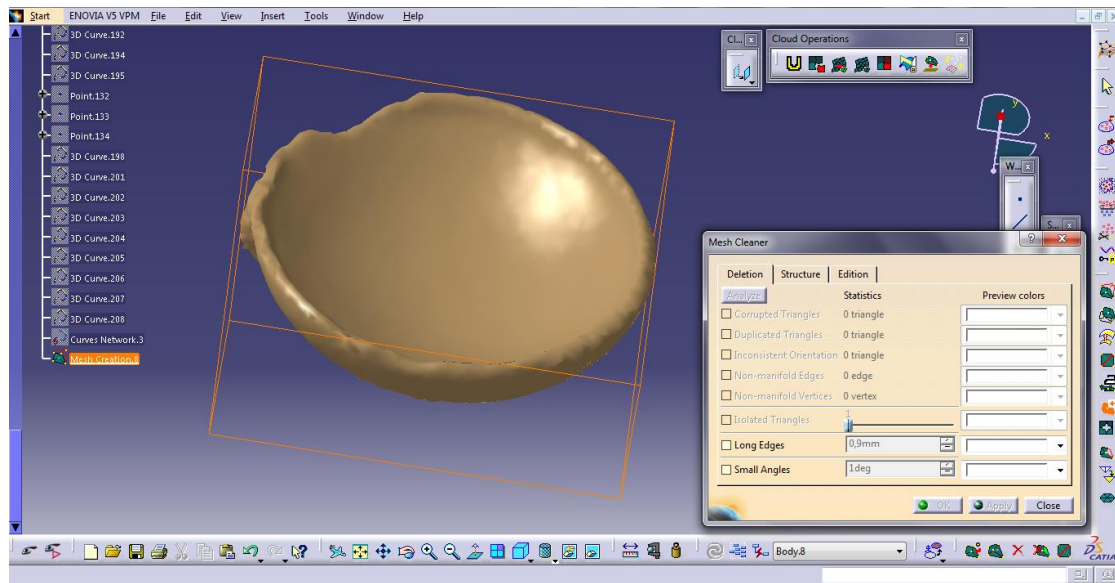 Start ENOVIA V5 VPM File Edit View Insert Tools Window Help
3D Curve.192
3D Curve.194
3D Curve.195
Point.132
Point.133
Point.134
3D Curve.198
3D Curve.201
3D Curve.202
3D Curve.203
3D Curve.204
3D Curve.205
3D Curve.206
3D Curve.207
3D Curve.208
Curves Network.3
Mesh Creation.8
Cl...
Cloud Operations
y
x
W...
S...
Mesh Cleaner
Deletion Structure Edition
Analyze Statistics Preview colors
Corrupted Triangles 0 triangle
Duplicated Triangles 0 triangle
Inconsistent Orientation 0 triangle
Non-manifold Edges 0 edge
Non-manifold Vertices 0 vertex
Isolated Triangles 1
Long Edges 0,9mm
Small Angles 1deg
OK Apply Close
Body.8
CATIA